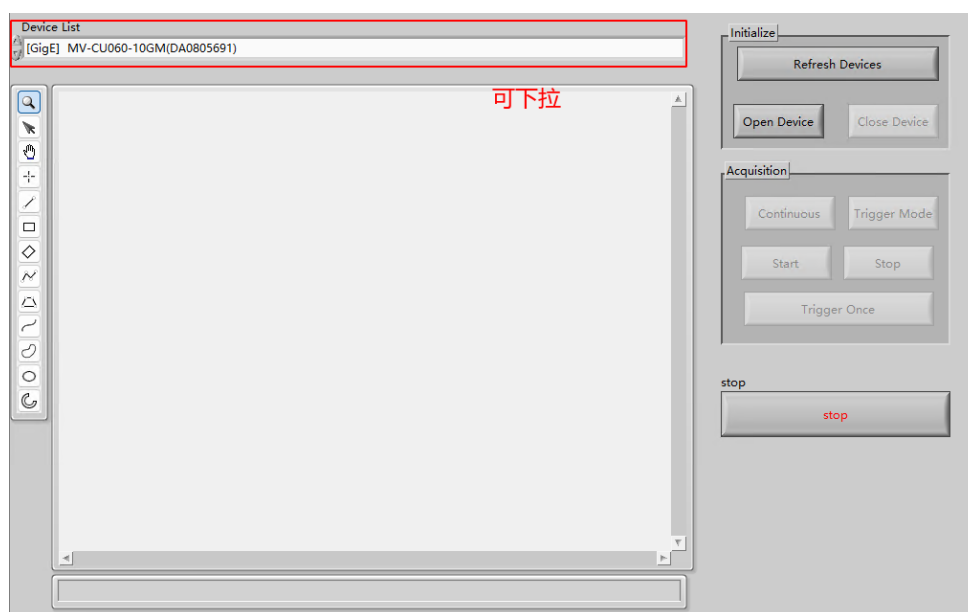 Device List
[GigE] MV-CU060-10GM(DA0805691)
可下拉
Initialize
Refresh Devices
Open Device
Close Device
Acquisition
Continuous
Trigger Mode
Start
Stop
Trigger Once
stop
stop